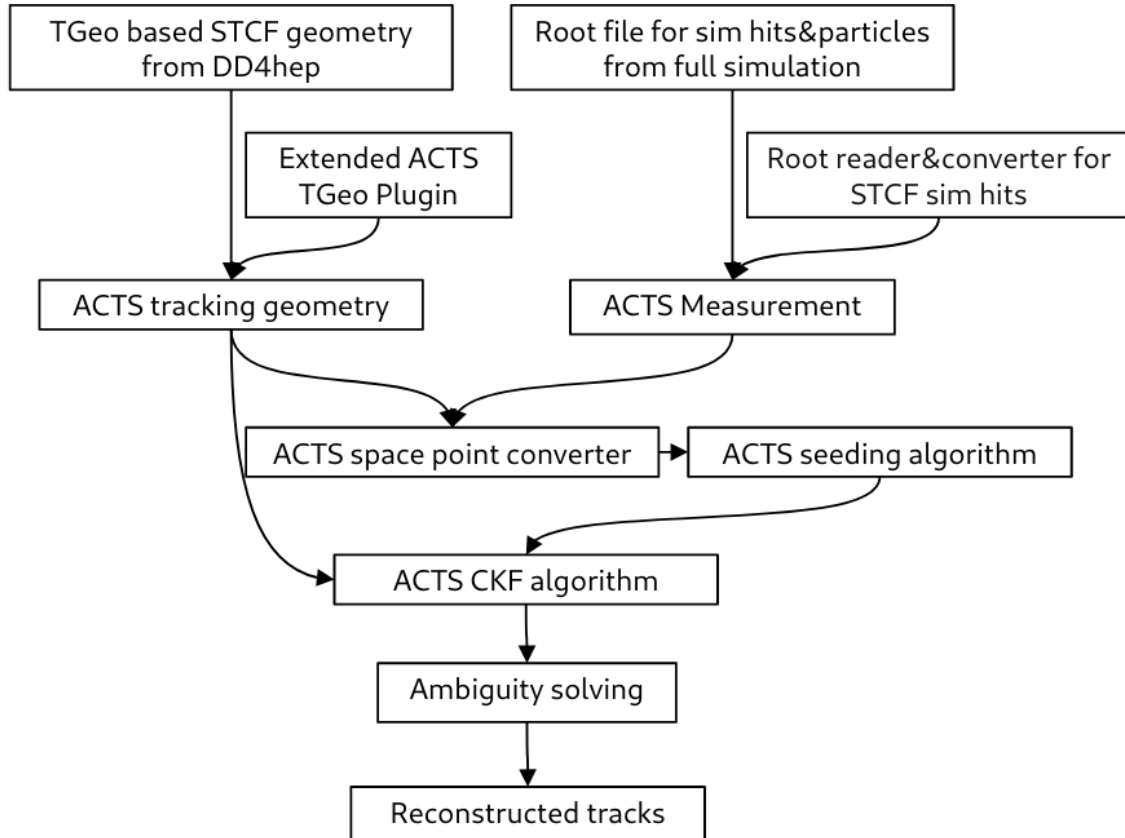 TGeo based STCF geometry
from DD4hep
Root file for sim hits&particles
from full simulation
Extended ACTS
TGeo Plugin
Root reader&converter for
STCF sim hits
ACTS tracking geometry
ACTS Measurement
ACTS space point converter
ACTS seeding algorithm
ACTS CKF algorithm
Ambiguity solving
Reconstructed tracks